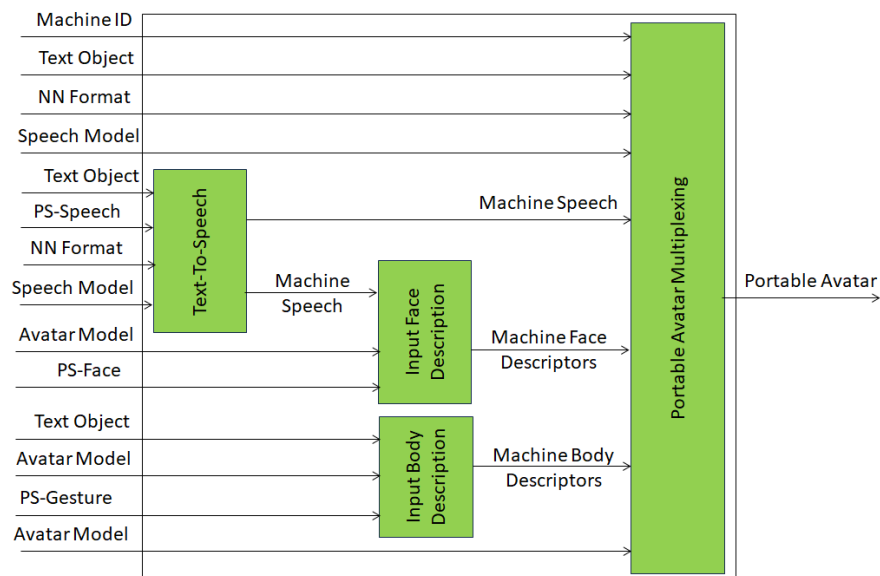 Machine ID
Text Object
NN Format
Speech Model
Text Object
PS-Speech
NN Format
Speech Model
Avatar Model
PS-Face
Text Object
Avatar Model
PS-Gesture
Avatar Model
Text-To-Speech
Machine
Speech
Machine Speech
Input Face
Description
Machine Face
Descriptors
Input Body
Description
Machine Body
Descriptors
Portable Avatar Multiplexing
Portable Avatar